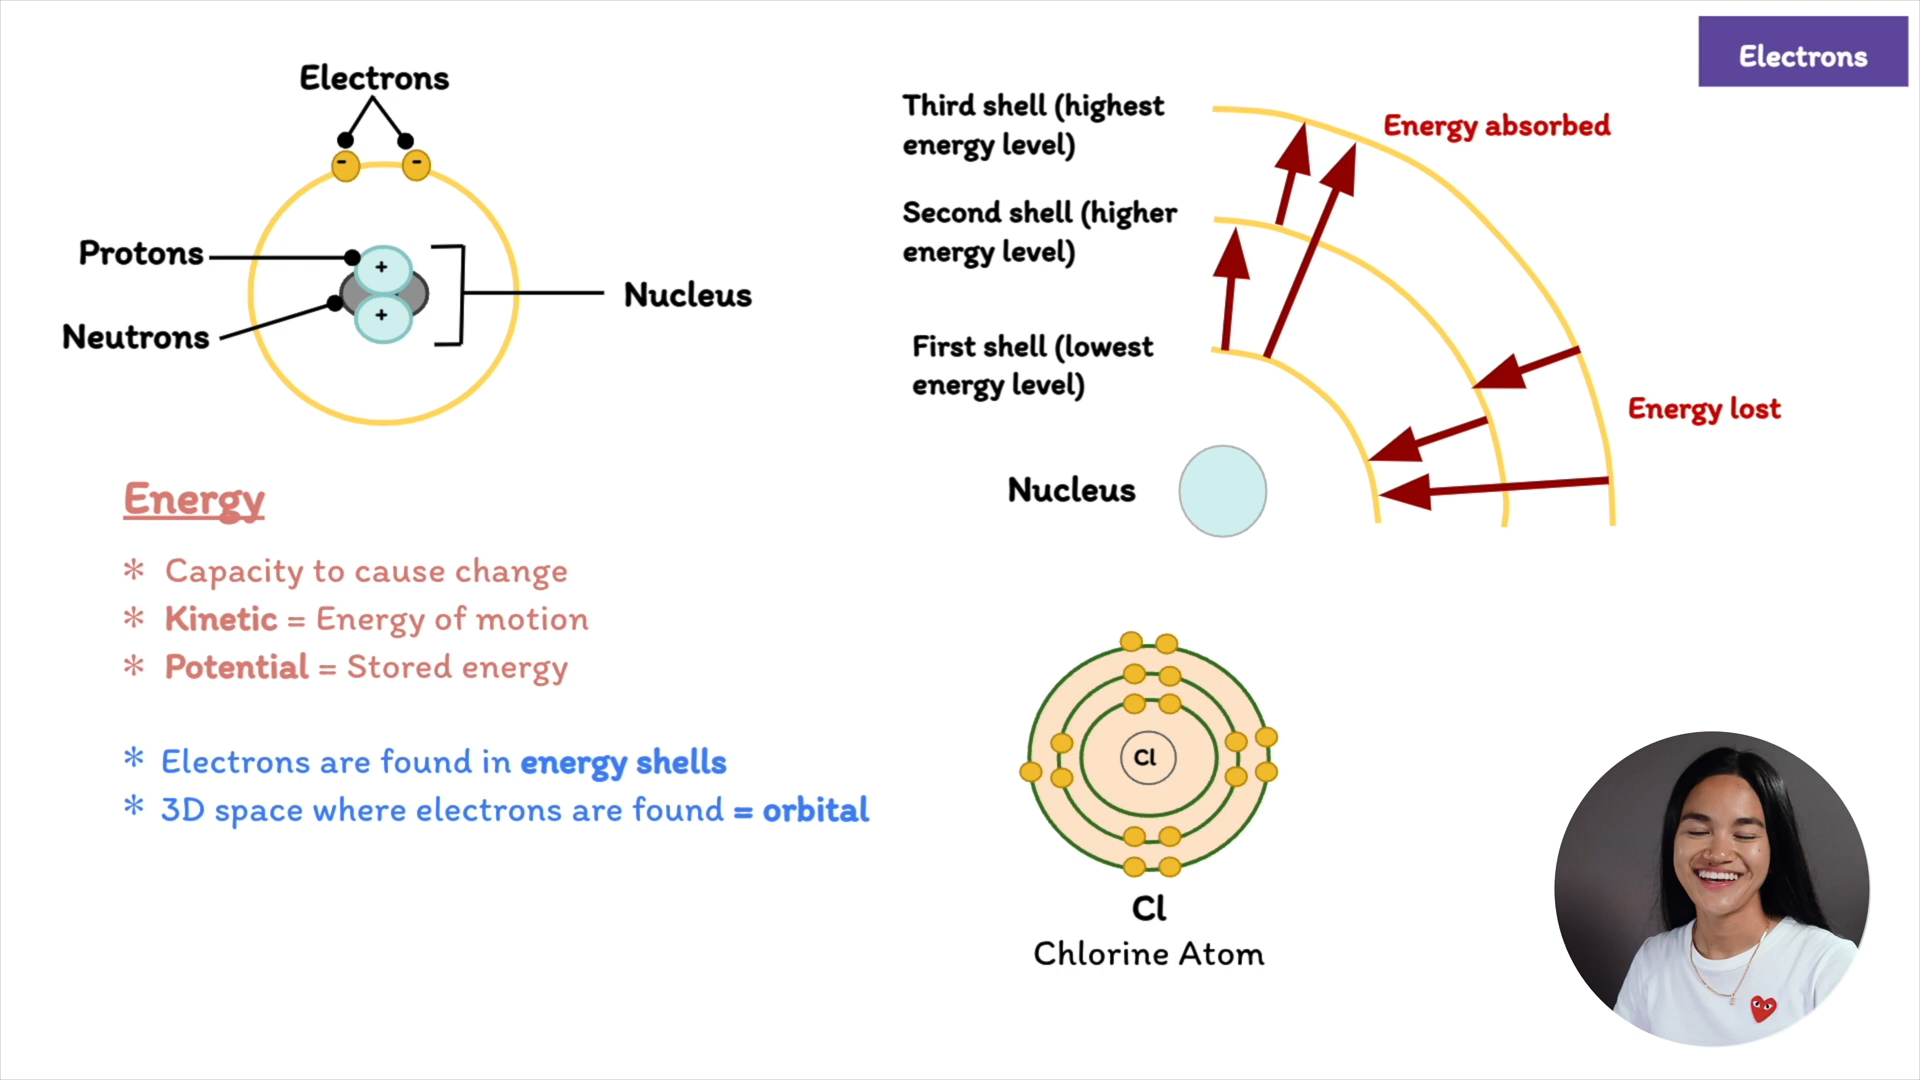 Electrons
Electrons
-
-
Protons
+
+
Neutrons
Nucleus
Third shell (highest
energy level)
Energy absorbed
Second shell (higher
energy level)
First shell (lowest
energy level)
Energy lost
Nucleus
Energy
* Capacity to cause change
* Kinetic = Energy of motion
* Potential = Stored energy
* Electrons are found in energy shells
* 3D space where electrons are found = orbital
Cl
Cl
Chlorine Atom